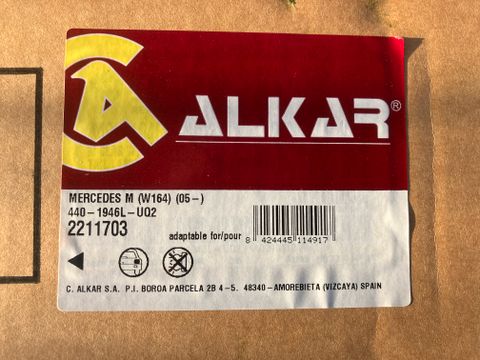 ALKAR®
MERCEDES M (W164) (05-)
440-1946L-UQ2
2211703
adaptable for/pour
8 424445 114917
C. ALKAR S.A. P.I. BOROA PARCELA 2B 4-5. 48340-AMOREBIETA (VIZCAYA) SPAIN